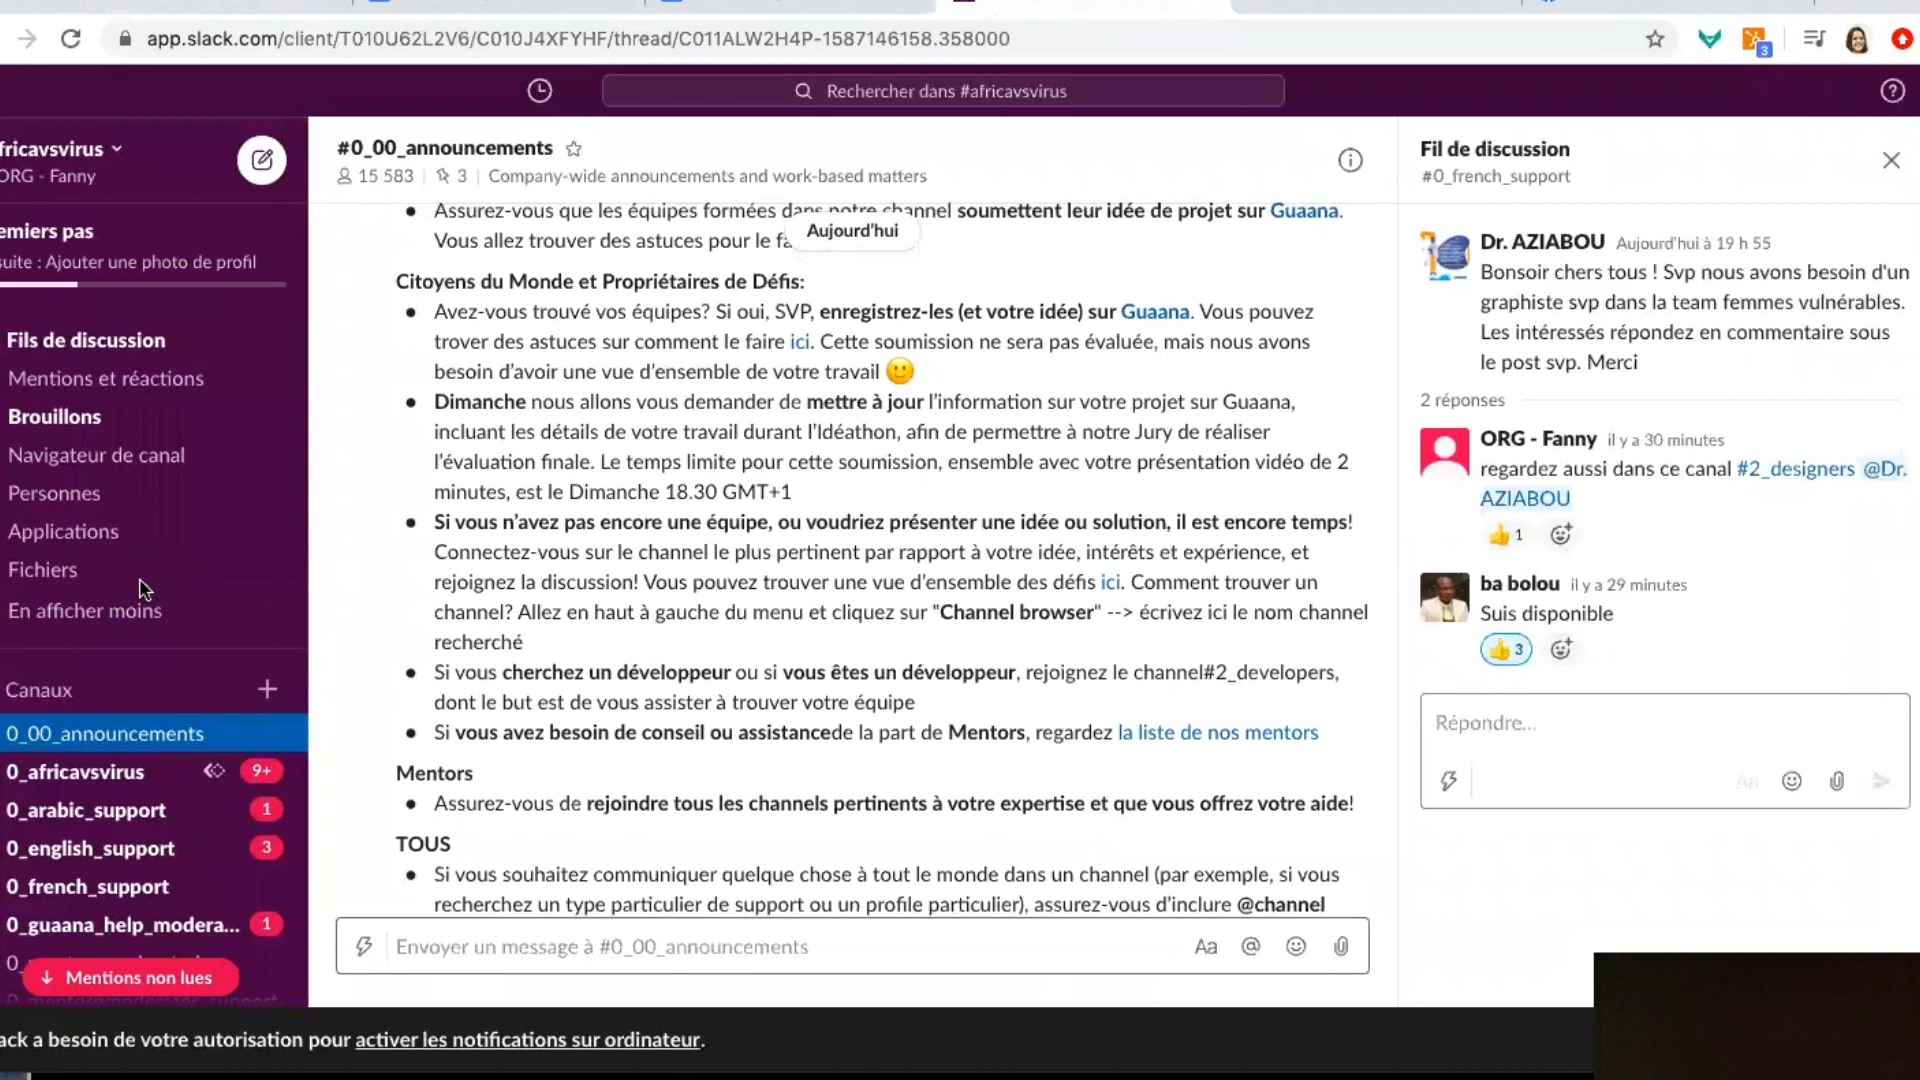 app.slack.com/client/T010U62L2V6/C010J4XFYHF/thread/C011ALW2H4P-1587146158.358000
3
Rechercher dans #africavsvirus
fricavsvirus
ORG - Fanny
emiers pas
suite : Ajouter une photo de profil
Fils de discussion
Mentions et réactions
Brouillons
Navigateur de canal
Personnes
Applications
Fichiers
En afficher moins
Canaux
0_00_announcements
0_africavsvirus 9+
0_arabic_support 1
0_english_support 3
0_french_support
0_guaana_help_modera... 1
Mentions non lues
#0_00_announcements
15 583 3 Company-wide announcements and work-based matters
Assurez-vous que les équipes formées dans notre channel soumettent leur idée de projet sur Guaana.
Vous allez trouver des astuces pour le fa
Aujourd'hui
Citoyens du Monde et Propriétaires de Défis:
Avez-vous trouvé vos équipes? Si oui, SVP, enregistrez-les (et votre idée) sur Guaana. Vous pouvez
trover des astuces sur comment le faire ici. Cette soumission ne sera pas évaluée, mais nous avons
besoin d'avoir une vue d'ensemble de votre travail 🙂
Dimanche nous allons vous demander de mettre à jour l'information sur votre projet sur Guaana,
incluant les détails de votre travail durant l'Idéathon, afin de permettre à notre Jury de réaliser
l'évaluation finale. Le temps limite pour cette soumission, ensemble avec votre présentation vidéo de 2
minutes, est le Dimanche 18.30 GMT+1
Si vous n'avez pas encore une équipe, ou voudriez présenter une idée ou solution, il est encore temps!
Connectez-vous sur le channel le plus pertinent par rapport à votre idée, intérêts et expérience, et
rejoignez la discussion! Vous pouvez trouver une vue d'ensemble des défis ici. Comment trouver un
channel? Allez en haut à gauche du menu et cliquez sur "Channel browser" --> écrivez ici le nom channel
recherché
Si vous cherchez un développeur ou si vous êtes un développeur, rejoignez le channel#2_developers,
dont le but est de vous assister à trouver votre équipe
Si vous avez besoin de conseil ou assistancede la part de Mentors, regardez la liste de nos mentors
Mentors
Assurez-vous de rejoindre tous les channels pertinents à votre expertise et que vous offrez votre aide!
TOUS
Si vous souhaitez communiquer quelque chose à tout le monde dans un channel (par exemple, si vous
recherchez un type particulier de support ou un profile particulier), assurez-vous d'inclure @channel
Envoyer un message à #0_00_announcements
Aa
Fil de discussion
#0_french_support
Dr. AZIABOU Aujourd'hui à 19 h 55
Bonsoir chers tous ! Svp nous avons besoin d'un
graphiste svp dans la team femmes vulnérables.
Les intéressés répondez en commentaire sous
le post svp. Merci
2 réponses
ORG - Fanny il y a 30 minutes
regardez aussi dans ce canal #2_designers @Dr.
AZIABOU
👍 1
ba bolou il y a 29 minutes
Suis disponible
👍 3
Répondre...
Aa
ack a besoin de votre autorisation pour activer les notifications sur ordinateur.